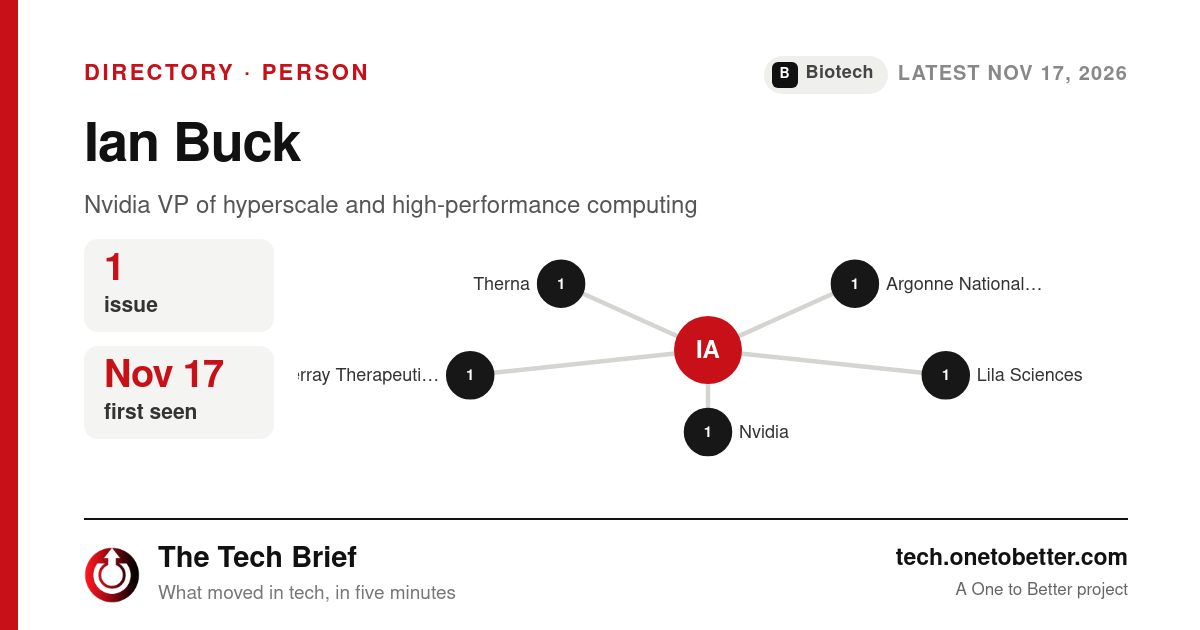 DIRECTORY · PERSON
B Biotech LATEST NOV 17, 2026
Ian Buck
Nvidia VP of hyperscale and high-performance computing
1
issue
Nov 17
first seen
Therna 1
1 Argonne National…
IA
rray Therapeuti… 1
1 Lila Sciences
1 Nvidia
The Tech Brief
What moved in tech, in five minutes
tech.onetobetter.com
A One to Better project